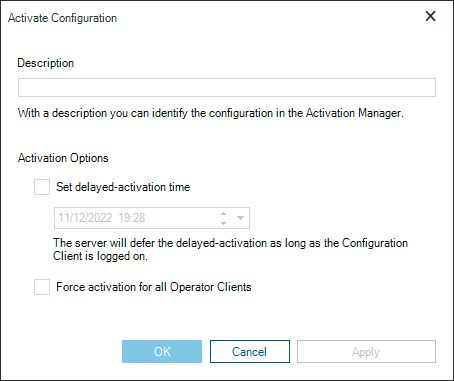 Activate Configuration
Description
With a description you can identify the configuration in the Activation Manager.
Activation Options
Set delayed-activation time
11/12/2022 19:28
The server will defer the delayed-activation as long as the Configuration
Client is logged on.
Force activation for all Operator Clients
OK Cancel Apply